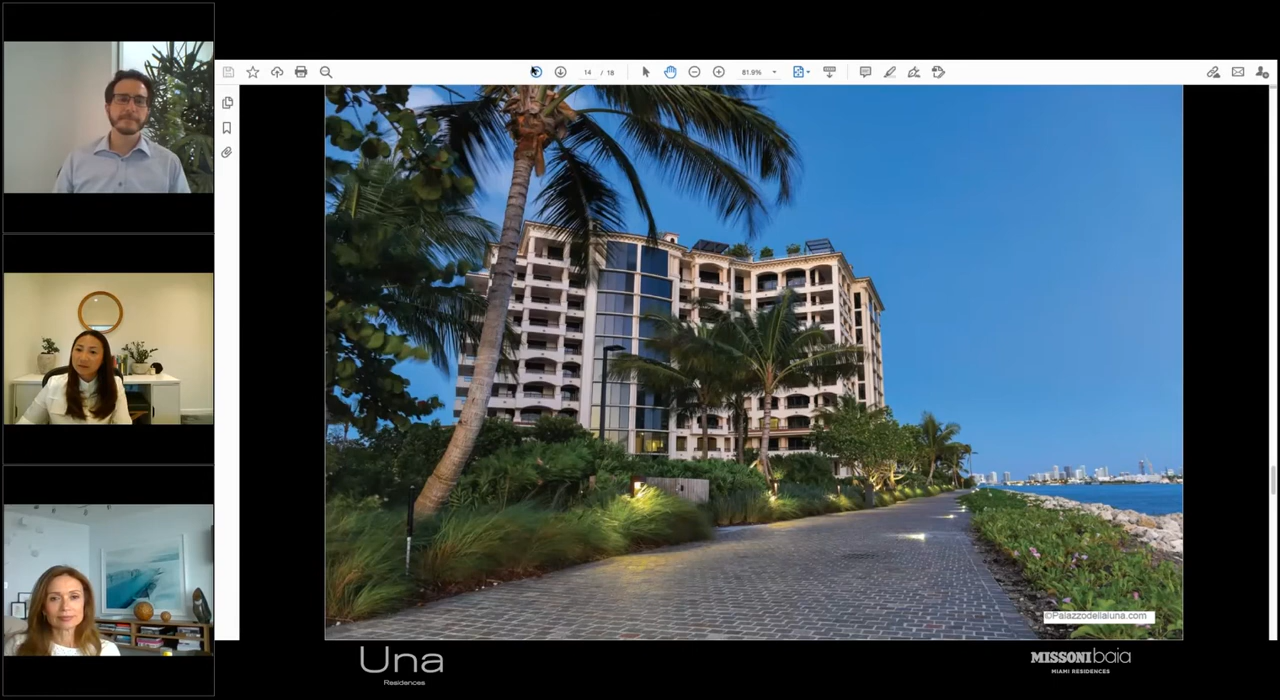 14 / 18
81.9%
©Palazzodellaluna.com
Una
Residences
MISSONI baia
MIAMI RESIDENCES